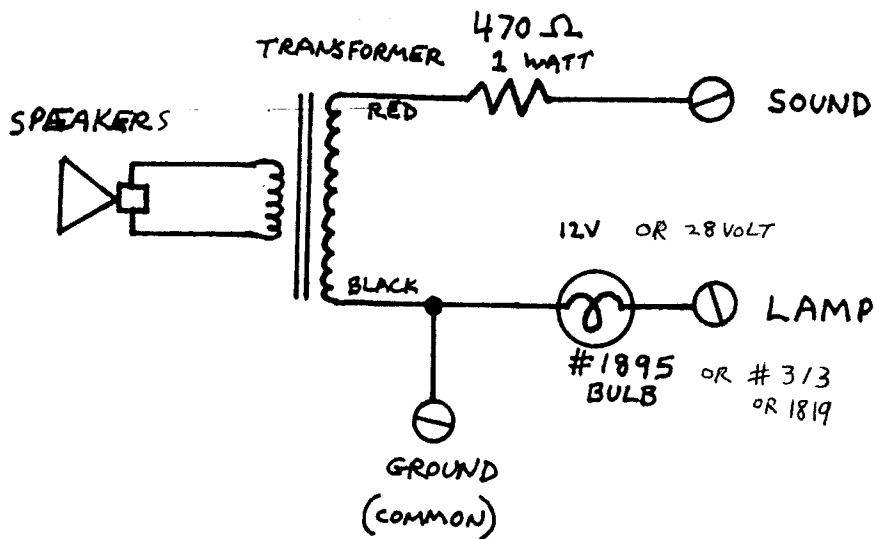 470 Ω
1 WATT
TRANSFORMER
RED
SOUND
SPEAKERS
12V OR 28 VOLT
BLACK
LAMP
#1895
BULB
OR # 313
OR 1819
GROUND
(COMMON)